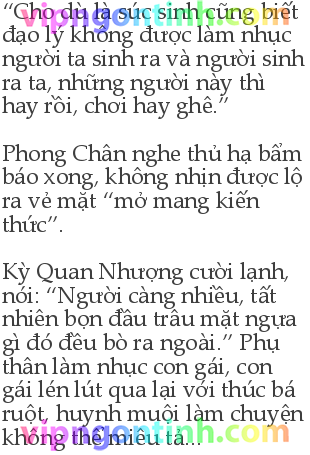 “Cho dù là súc sinh cũng biết
đạo lý không được làm nhục
người ta sinh ra và người sinh
ra ta, những người này thì
hay rồi, chơi hay ghê.”
Phong Chân nghe thủ hạ bẩm
báo xong, không nhịn được lộ
ra vẻ mặt “mở mang kiến
thức”.
Kỳ Quan Nhượng cười lạnh,
nói: “Người càng nhiều, tất
nhiên bọn đầu trâu mặt ngựa
gì đó đều bò ra ngoài.” Phụ
thân làm nhục con gái, con
gái lén lút qua lại với thúc bá
ruột, huynh muội làm chuyện
không thể miêu tả...
vipngontinh.com
vipngontinh.com